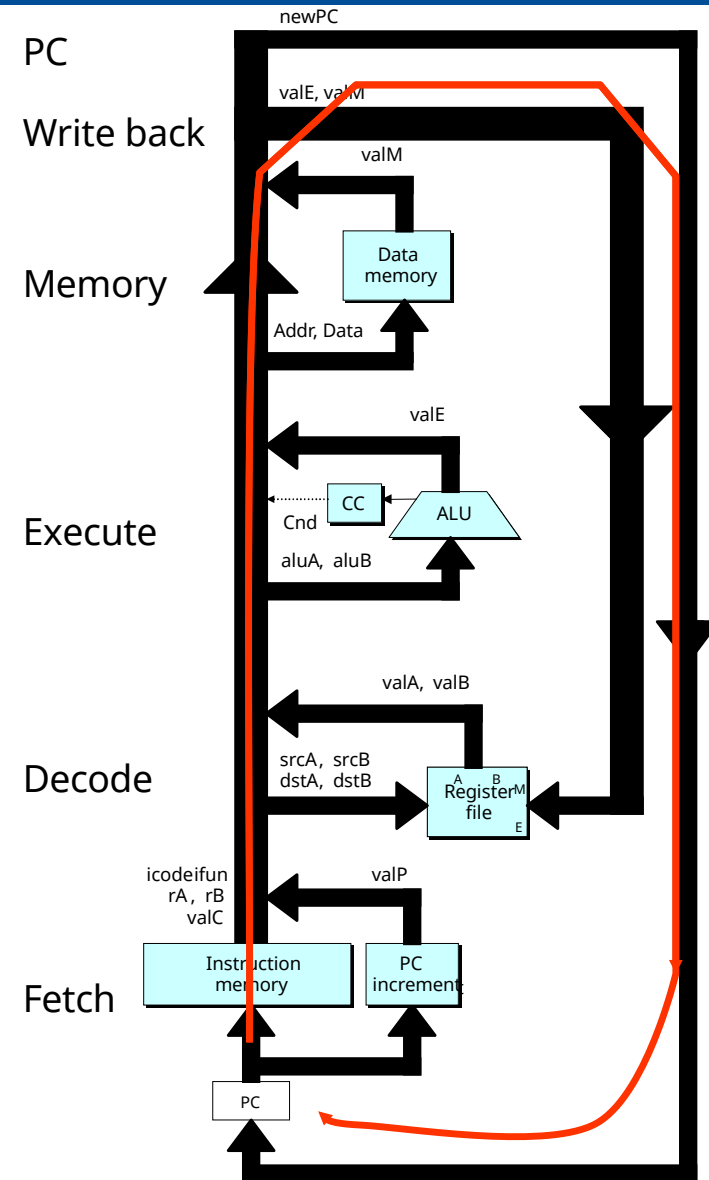 newPC
PC
valE, valM
Write back
valM
Data
memory
Memory
Addr, Data
valE
CC
ALU
Cnd
Execute
aluA, aluB
valA, valB
srcA, srcB
dstA, dstB
Decode
A B
Register M
file
E
icodeifun
rA, rB
valC
valP
Instruction
memory
PC
increment
Fetch
PC